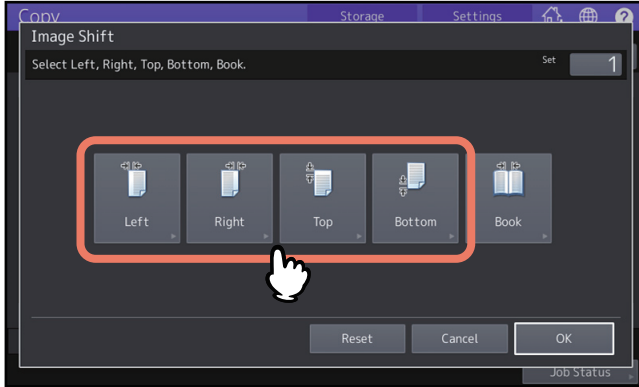 Copy
Storage
Settings
Image Shift
Select Left, Right, Top, Bottom, Book.
Set
1
Left
Right
Top
Bottom
Book
Reset
Cancel
OK
Job Status